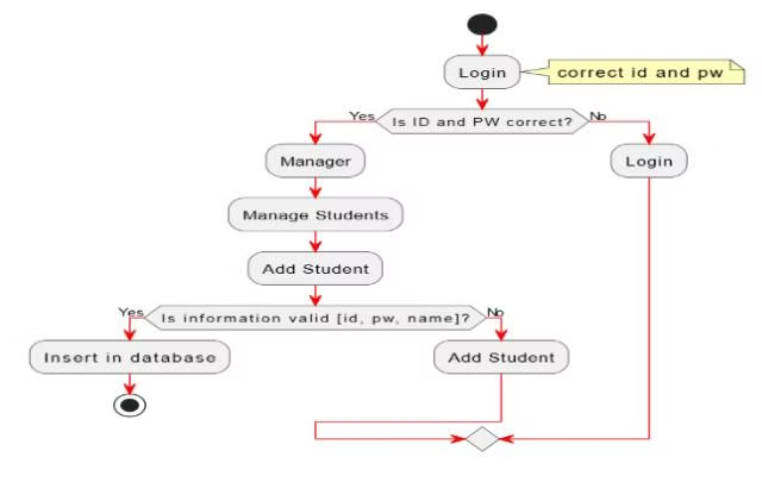 Login
correct id and pw
Yes
Is ID and PW correct?
No
Manager
Login
Manage Students
Add Student
Yes
Is information valid [id, pw, name]?
No
Insert in database
Add Student